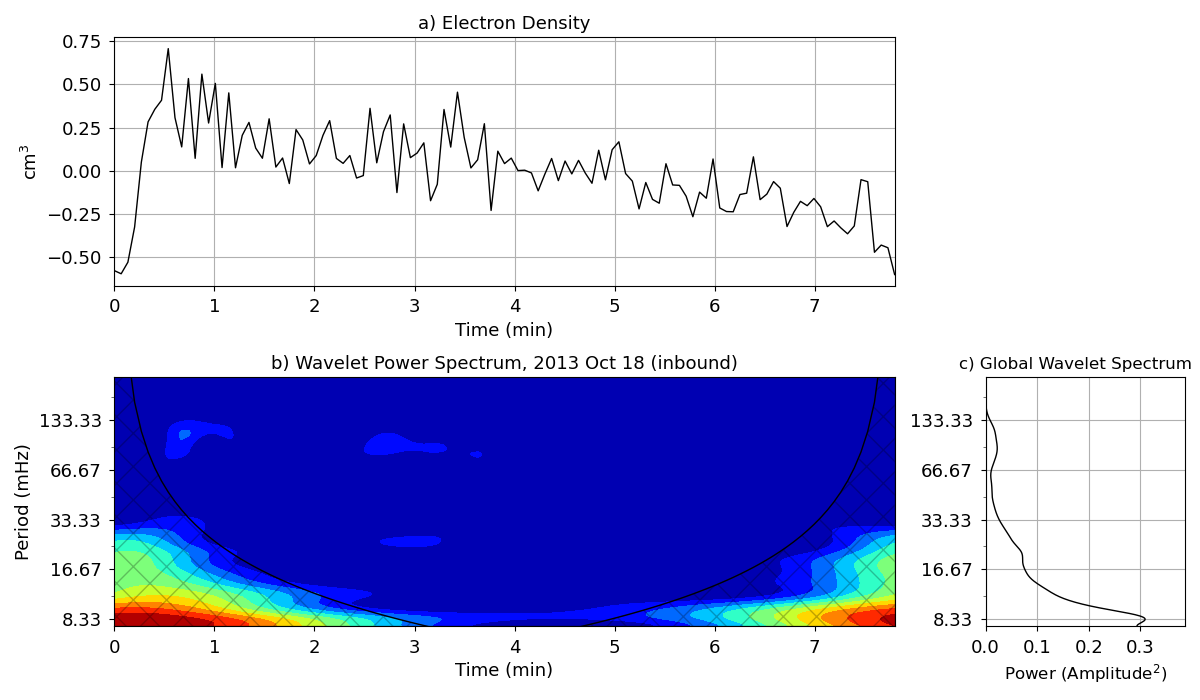 a) Electron Density
0.75
0.50
0.25
0.00
−0.25
−0.50
cm³
0 1 2 3 4 5 6 7
Time (min)
b) Wavelet Power Spectrum, 2013 Oct 18 (inbound)
133.33
66.67
33.33
16.67
8.33
Period (mHz)
0 1 2 3 4 5 6 7
Time (min)
c) Global Wavelet Spectrum
133.33
66.67
33.33
16.67
8.33
0.0 0.1 0.2 0.3
Power (Amplitude²)